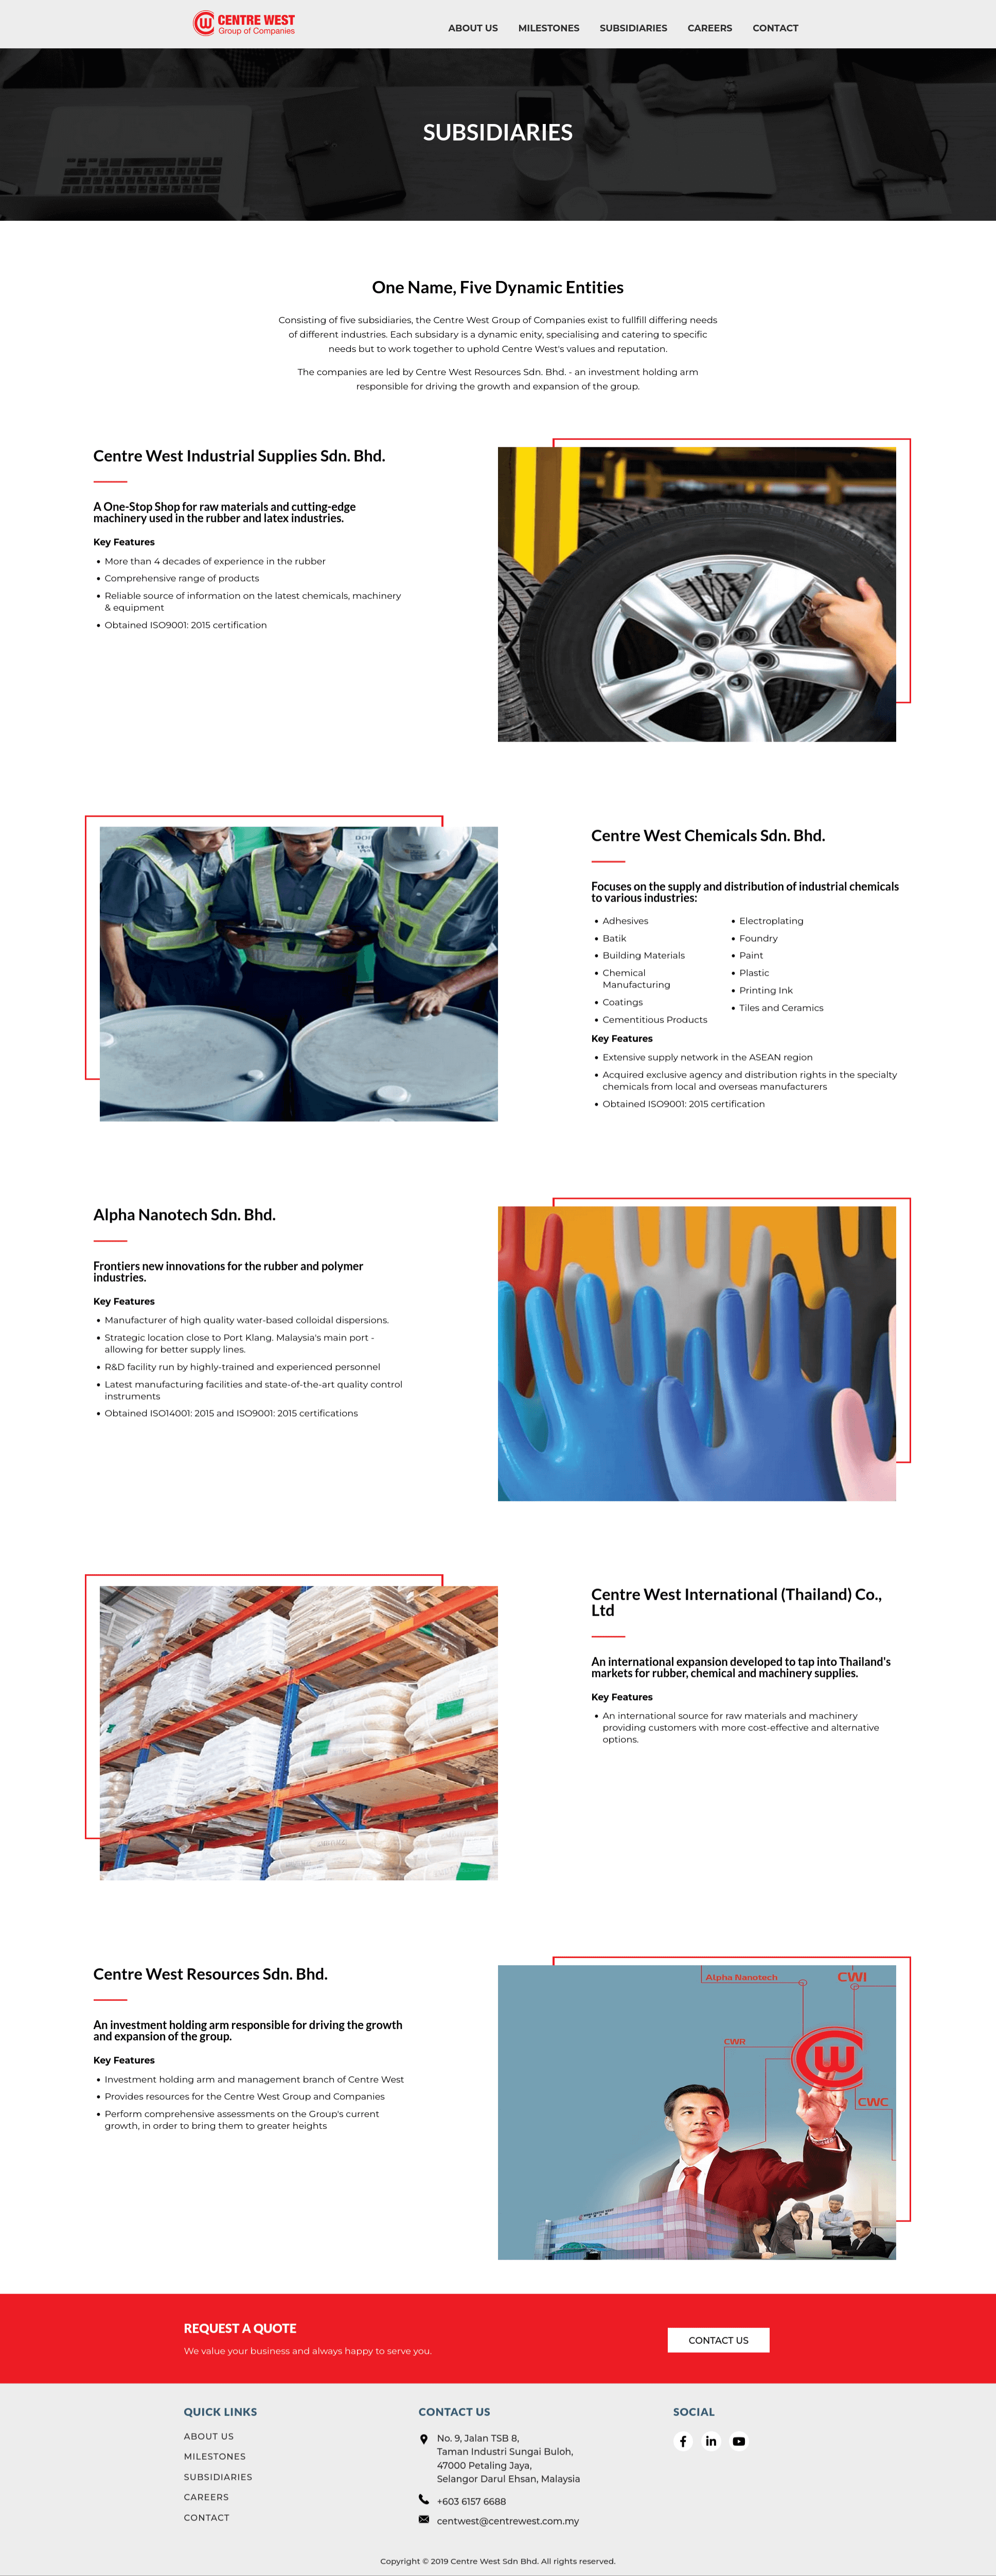 CENTRE WEST
Group of Companies
ABOUT US
MILESTONES
SUBSIDIARIES
CAREERS
CONTACT
SUBSIDIARIES
One Name, Five Dynamic Entities
Consisting of five subsidiaries, the Centre West Group of Companies exist to fullfill differing needs
of different industries. Each subsidary is a dynamic enity, specialising and catering to specific
needs but to work together to uphold Centre West's values and reputation.
The companies are led by Centre West Resources Sdn. Bhd. - an investment holding arm
responsible for driving the growth and expansion of the group.
Centre West Industrial Supplies Sdn. Bhd.
A One-Stop Shop for raw materials and cutting-edge
machinery used in the rubber and latex industries.
Key Features
• More than 4 decades of experience in the rubber
• Comprehensive range of products
• Reliable source of information on the latest chemicals, machinery
& equipment
• Obtained ISO9001: 2015 certification
Centre West Chemicals Sdn. Bhd.
Focuses on the supply and distribution of industrial chemicals
to various industries:
• Adhesives
• Batik
• Building Materials
• Chemical
Manufacturing
• Coatings
• Cementitious Products
• Electroplating
• Foundry
• Paint
• Plastic
• Printing Ink
• Tiles and Ceramics
Key Features
• Extensive supply network in the ASEAN region
• Acquired exclusive agency and distribution rights in the specialty
chemicals from local and overseas manufacturers
• Obtained ISO9001: 2015 certification
Alpha Nanotech Sdn. Bhd.
Frontiers new innovations for the rubber and polymer
industries.
Key Features
• Manufacturer of high quality water-based colloidal dispersions.
• Strategic location close to Port Klang. Malaysia's main port -
allowing for better supply lines.
• R&D facility run by highly-trained and experienced personnel
• Latest manufacturing facilities and state-of-the-art quality control
instruments
• Obtained ISO14001: 2015 and ISO9001: 2015 certifications
Centre West International (Thailand) Co.,
Ltd
An international expansion developed to tap into Thailand's
markets for rubber, chemical and machinery supplies.
Key Features
• An international source for raw materials and machinery
providing customers with more cost-effective and alternative
options.
Centre West Resources Sdn. Bhd.
An investment holding arm responsible for driving the growth
and expansion of the group.
Key Features
• Investment holding arm and management branch of Centre West
• Provides resources for the Centre West Group and Companies
• Perform comprehensive assessments on the Group's current
growth, in order to bring them to greater heights
Alpha Nanotech
CWI
CWR
CWC
REQUEST A QUOTE
We value your business and always happy to serve you.
CONTACT US
QUICK LINKS
ABOUT US
MILESTONES
SUBSIDIARIES
CAREERS
CONTACT
CONTACT US
No. 9, Jalan TSB 8,
Taman Industri Sungai Buloh,
47000 Petaling Jaya,
Selangor Darul Ehsan, Malaysia
+603 6157 6688
centwest@centrewest.com.my
SOCIAL
Copyright © 2019 Centre West Sdn Bhd. All rights reserved.